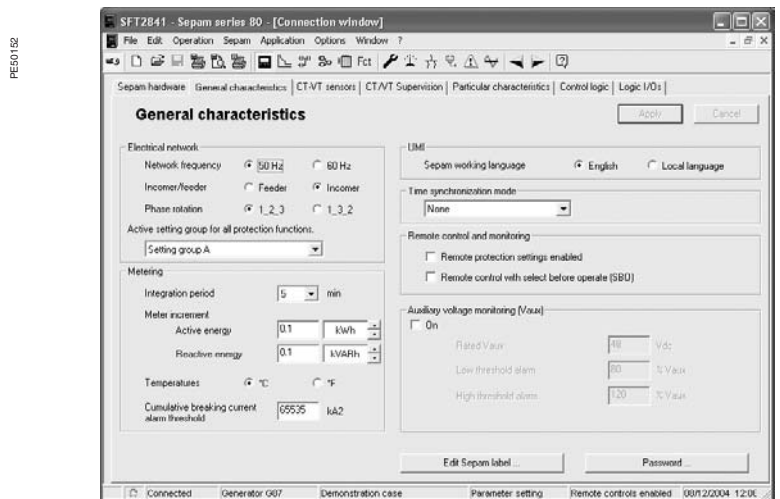 PE50152
SFT2841 - Sepam series 80 - [Connection window]
File Edit Operation Sepam Application Options Window ?
Fct
Sepam hardware General characteristics CT-VT sensors CT/VT Supervision Particular characteristics Control logic Logic I/Os
General characteristics
Apply Cancel
Electrical network
Network frequency 50 Hz 60 Hz
Incomer/feeder Feeder Incomer
Phase rotation 1_2_3 1_3_2
Active setting group for all protection functions.
Setting group A
Metering
Integration period 5 min
Meter increment
Active energy 0.1 kWh
Reactive energy 0.1 kVARh
Temperatures °C °F
Cumulative breaking current
alarm threshold 65535 kA2
UMI
Sepam working language English Local language
Time synchronization mode
None
Remote control and monitoring
Remote protection settings enabled
Remote control with select before operate (SBO)
Auxiliary voltage monitoring (Vaux)
On
Rated Vaux 48 Vdc
Low threshold alarm 80 % Vaux
High threshold alarm 120 % Vaux
Edit Sepam label ... Password ...
Connected Generator G87 Demonstration case Parameter setting Remote controls enabled 08/12/2004 12:0